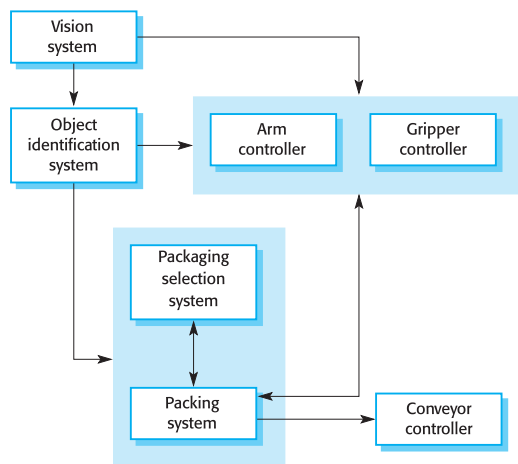 Vision
system
Object
identification
system
Arm
controller
Gripper
controller
Packaging
selection
system
Packing
system
Conveyor
controller